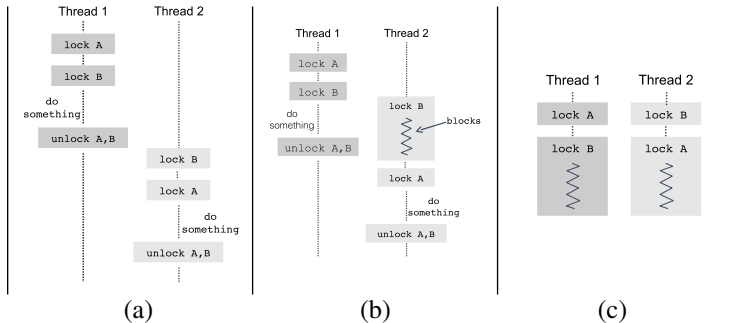 Thread 1
Thread 2
lock A
lock B
do
something
unlock A,B
lock B
lock A
do
something
unlock A,B
(a)
Thread 1
Thread 2
lock A
lock B
do
something
unlock A,B
lock B
blocks
lock A
do
something
unlock A,B
(b)
Thread 1
Thread 2
lock A
lock B
lock B
lock A
(c)